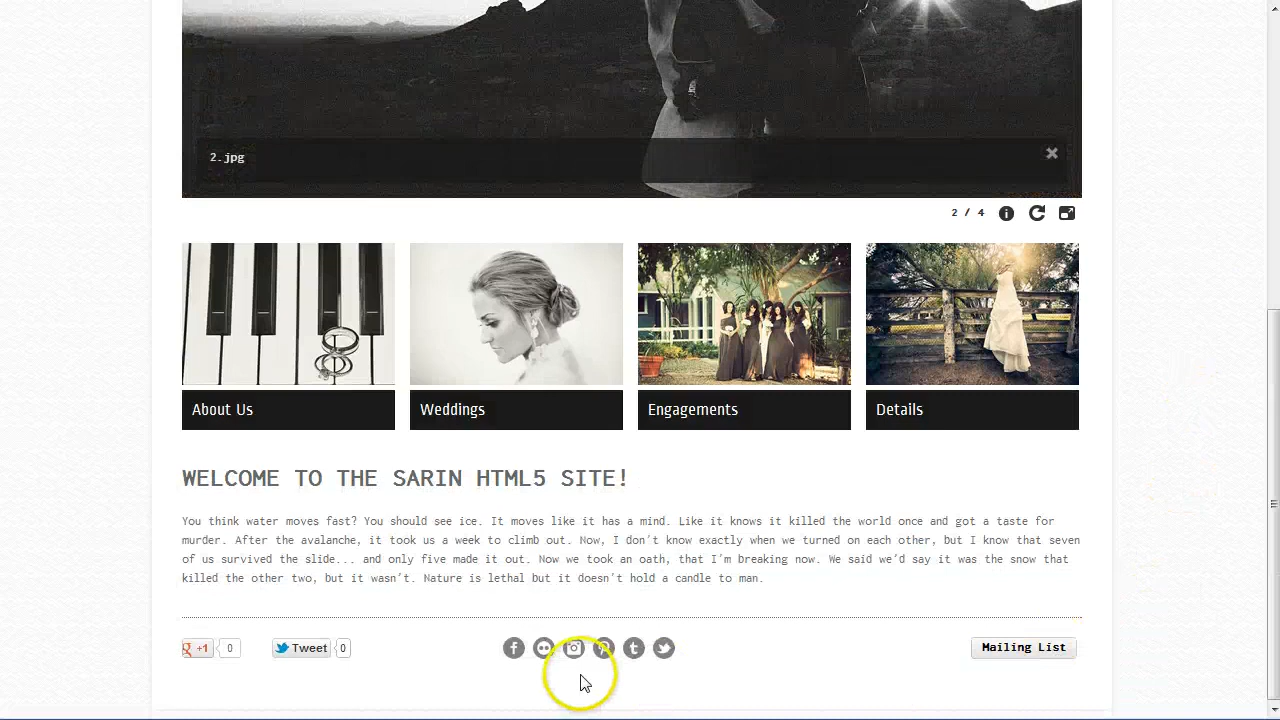 2.jpg
2 / 4
About Us
Weddings
Engagements
Details
WELCOME TO THE SARIN HTML5 SITE!
You think water moves fast? You should see ice. It moves like it has a mind. Like it knows it killed the world once and got a taste for
murder. After the avalanche, it took us a week to climb out. Now, I don't know exactly when we turned on each other, but I know that seven
of us survived the slide... and only five made it out. Now we took an oath, that I'm breaking now. We said we'd say it was the snow that
killed the other two, but it wasn't. Nature is lethal but it doesn't hold a candle to man.
g +1 0 Tweet 0 Mailing List